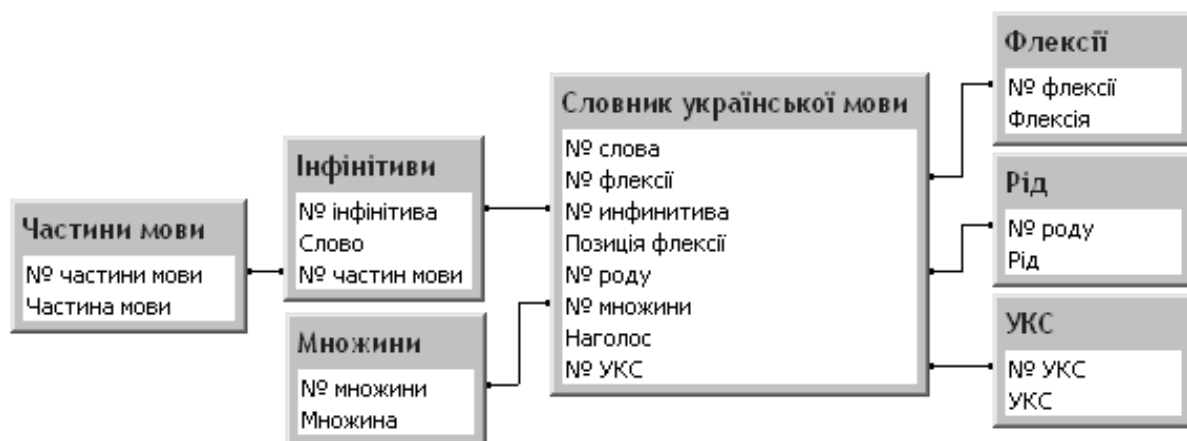 Частини мови
№ частини мови
Частина мови
Інфінітиви
№ інфінітива
Слово
№ частин мови
Множини
№ множини
Множина
Словник української мови
№ слова
№ флексії
№ инфинитива
Позиція флексії
№ роду
№ множини
Наголос
№ УКС
Флексії
№ флексії
Флексія
Рід
№ роду
Рід
УКС
№ УКС
УКС